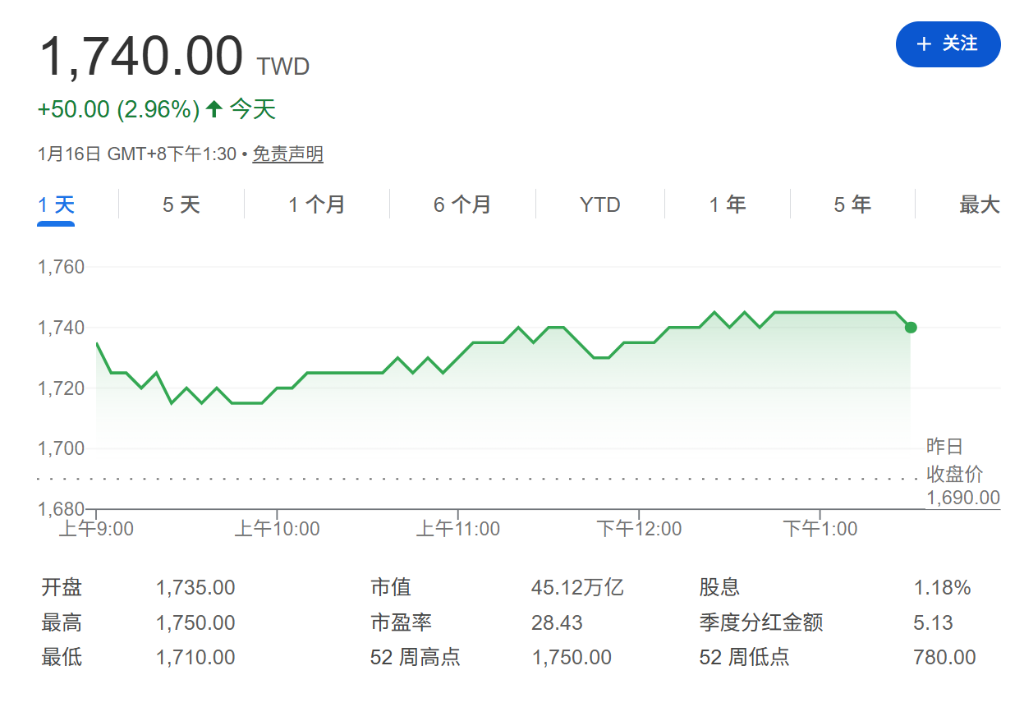 1,740.00 TWD
+ 关注
+50.00 (2.96%) ↑ 今天
1月16日 GMT+8下午1:30 • 免责声明
1 天 5 天 1 个月 6 个月 YTD 1 年 5 年 最大
1,760
1,740
1,720
1,700
昨日
收盘价
1,690.00
1,680
上午9:00 上午10:00 上午11:00 下午12:00 下午1:00
开盘 1,735.00 市值 45.12万亿 股息 1.18%
最高 1,750.00 市盈率 28.43 季度分红金额 5.13
最低 1,710.00 52 周高点 1,750.00 52 周低点 780.00